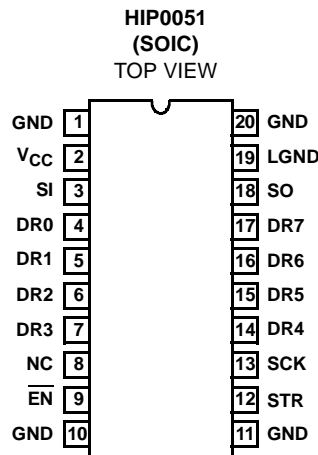 HIP0051
(SOIC)
TOP VIEW
GND 1 20 GND
VCC 2 19 LGND
SI 3 18 SO
DR0 4 17 DR7
DR1 5 16 DR6
DR2 6 15 DR5
DR3 7 14 DR4
NC 8 13 SCK
EN 9 12 STR
GND 10 11 GND